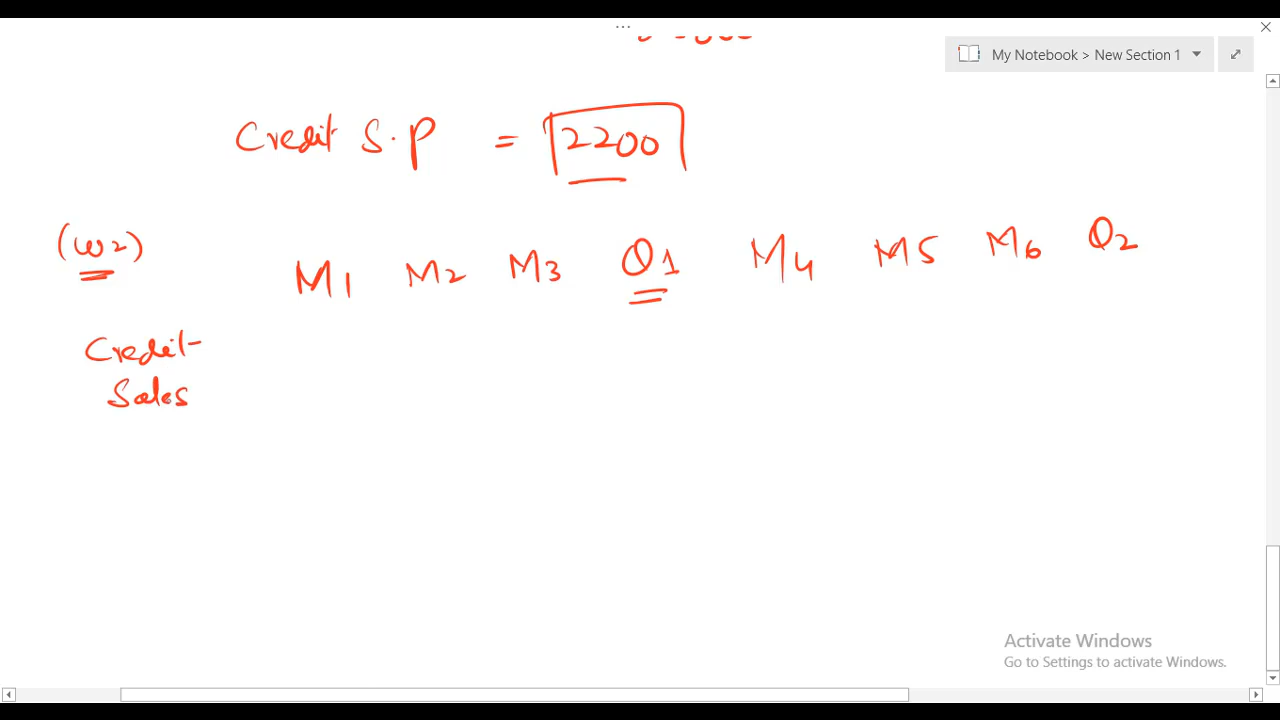 ...
My Notebook > New Section 1
Credit S.P = 2200
(W2)
M1 M2 M3 Q1 M4 M5 M6 Q2
Credit
Sales
Activate Windows
Go to Settings to activate Windows.